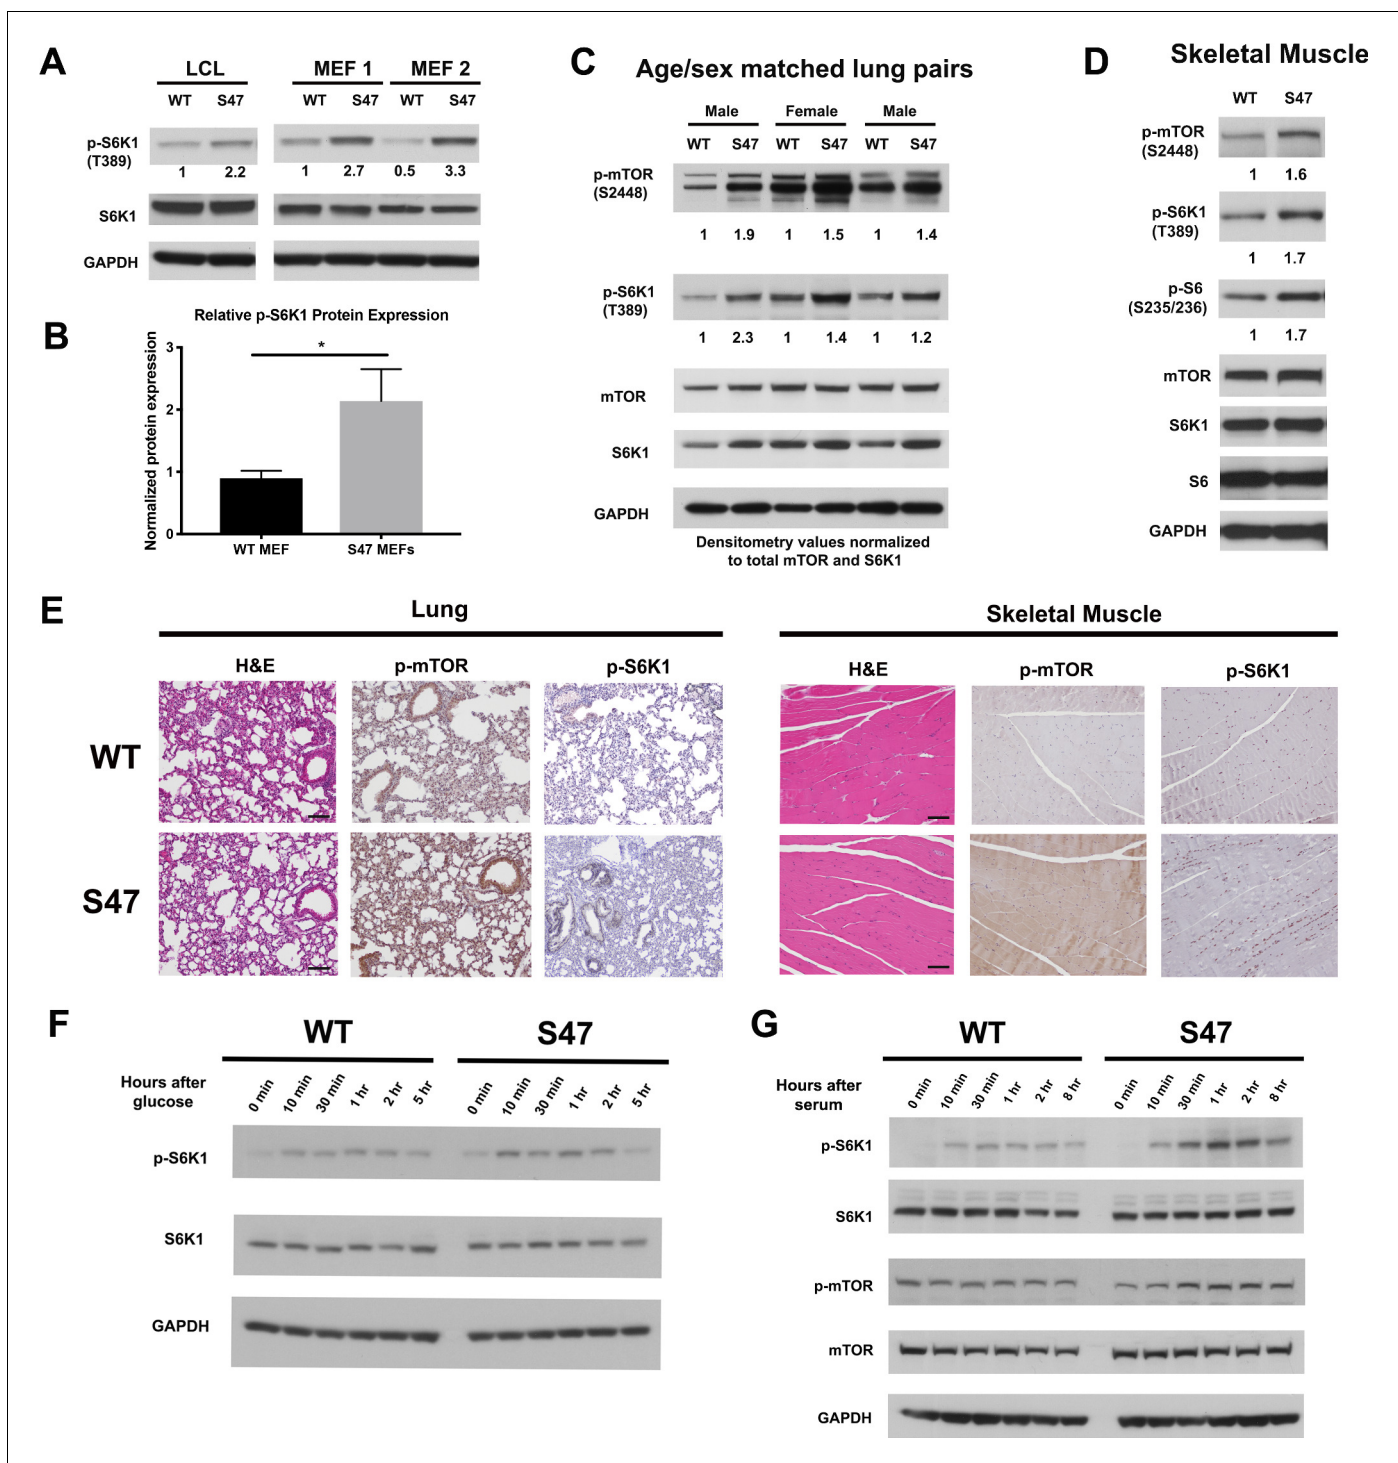 A
LCL
MEF 1
MEF 2
WT
S47
WT
S47
WT
S47
p-S6K1
(T389)
1
2.2
1
2.7
0.5
3.3
S6K1
GAPDH
B
Relative p-S6K1 Protein Expression
Normalized protein expression
3
2
1
0
*
WT MEF
S47 MEFs
C
Age/sex matched lung pairs
Male
Female
Male
WT
S47
WT
S47
WT
S47
p-mTOR
(S2448)
1
1.9
1
1.5
1
1.4
p-S6K1
(T389)
1
2.3
1
1.4
1
1.2
mTOR
S6K1
GAPDH
Densitometry values normalized
to total mTOR and S6K1
D
Skeletal Muscle
WT
S47
p-mTOR
(S2448)
1
1.6
p-S6K1
(T389)
1
1.7
p-S6
(S235/236)
1
1.7
mTOR
S6K1
S6
GAPDH
E
Lung
Skeletal Muscle
H&E
p-mTOR
p-S6K1
H&E
p-mTOR
p-S6K1
WT
S47
F
WT
S47
Hours after
glucose
0 min
10 min
30 min
1 hr
2 hr
5 hr
0 min
10 min
30 min
1 hr
2 hr
5 hr
p-S6K1
S6K1
GAPDH
G
WT
S47
Hours after
serum
0 min
10 min
30 min
1 hr
2 hr
8 hr
0 min
10 min
30 min
1 hr
2 hr
8 hr
p-S6K1
S6K1
p-mTOR
mTOR
GAPDH